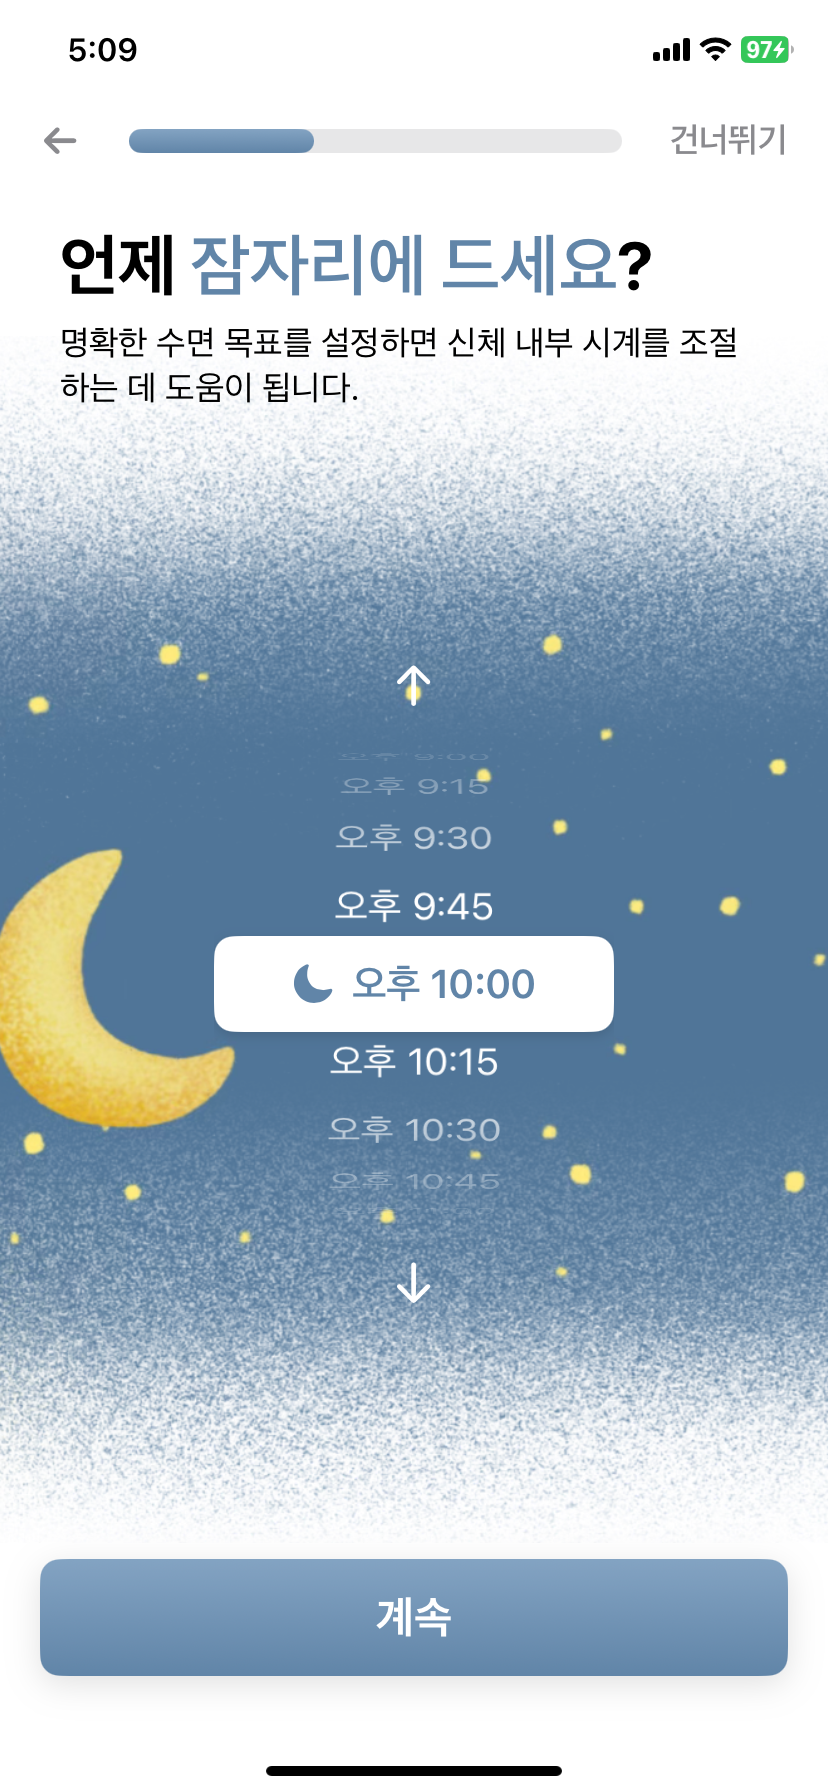 5:09
97
건너뛰기
언제 잠자리에 드세요?
명확한 수면 목표를 설정하면 신체 내부 시계를 조절
하는 데 도움이 됩니다.
오후 9:00
오후 9:15
오후 9:30
오후 9:45
오후 10:00
오후 10:15
오후 10:30
오후 10:45
계속